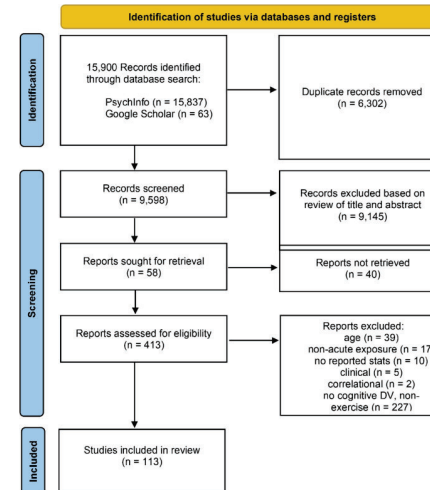 Identification of studies via databases and registers
Identification
15,900 Records identified
through database search:
PsychInfo (n = 15,837)
Google Scholar (n = 63)
Duplicate records removed
(n = 6,302)
Screening
Records screened
(n = 9,598)
Records excluded based on
review of title and abstract
(n = 9,145)
Reports sought for retrieval
(n = 58)
Reports not retrieved
(n = 40)
Reports assessed for eligibility
(n = 413)
Reports excluded:
age (n = 39)
non-acute exposure (n = 17
no reported stats (n = 10)
clinical (n = 5)
correlational (n = 2)
no cognitive DV, non-
exercise (n = 227)
Included
Studies included in review
(n = 113)